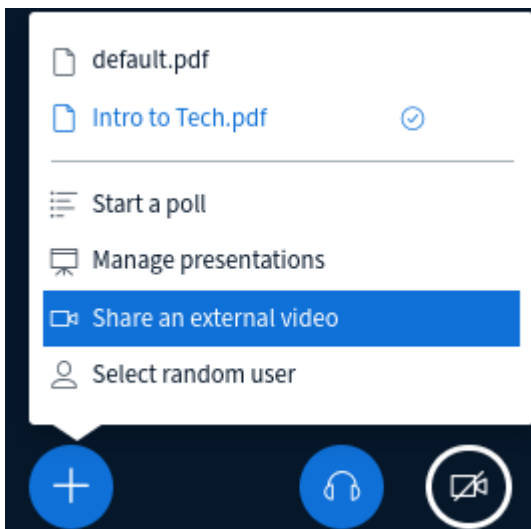 default.pdf
Intro to Tech.pdf
Start a poll
Manage presentations
Share an external video
Select random user